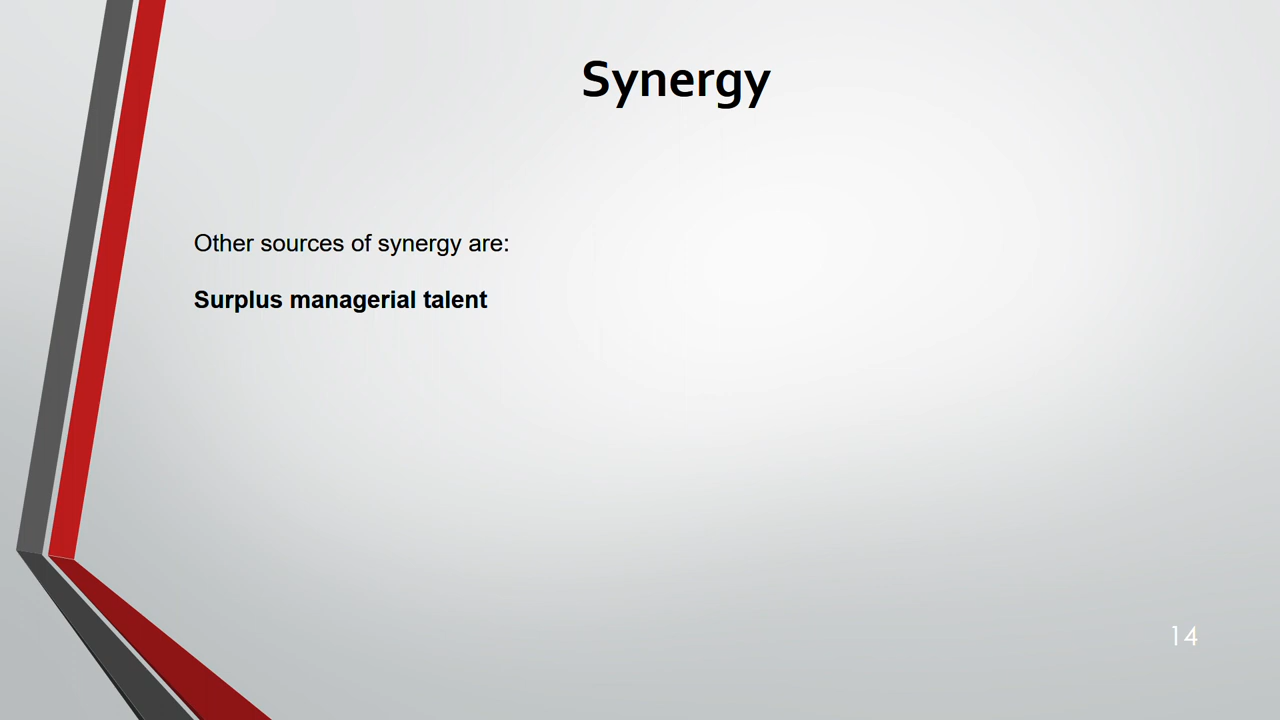 Synergy
Other sources of synergy are:
Surplus managerial talent
14